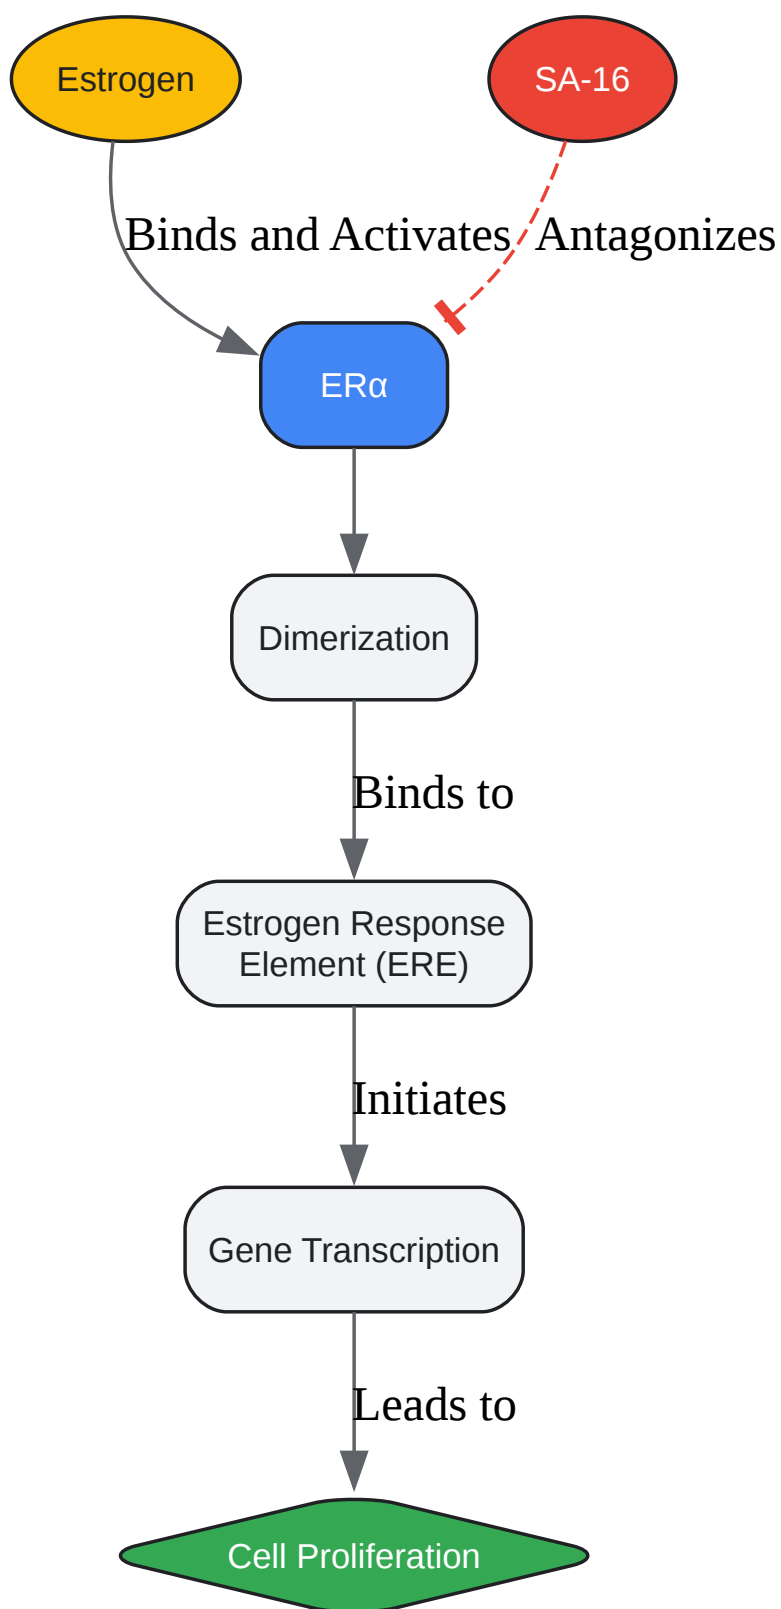 Estrogen
SA-16
Binds and Activates
Antagonizes
ERα
Dimerization
Binds to
Estrogen Response
Element (ERE)
Initiates
Gene Transcription
Leads to
Cell Proliferation